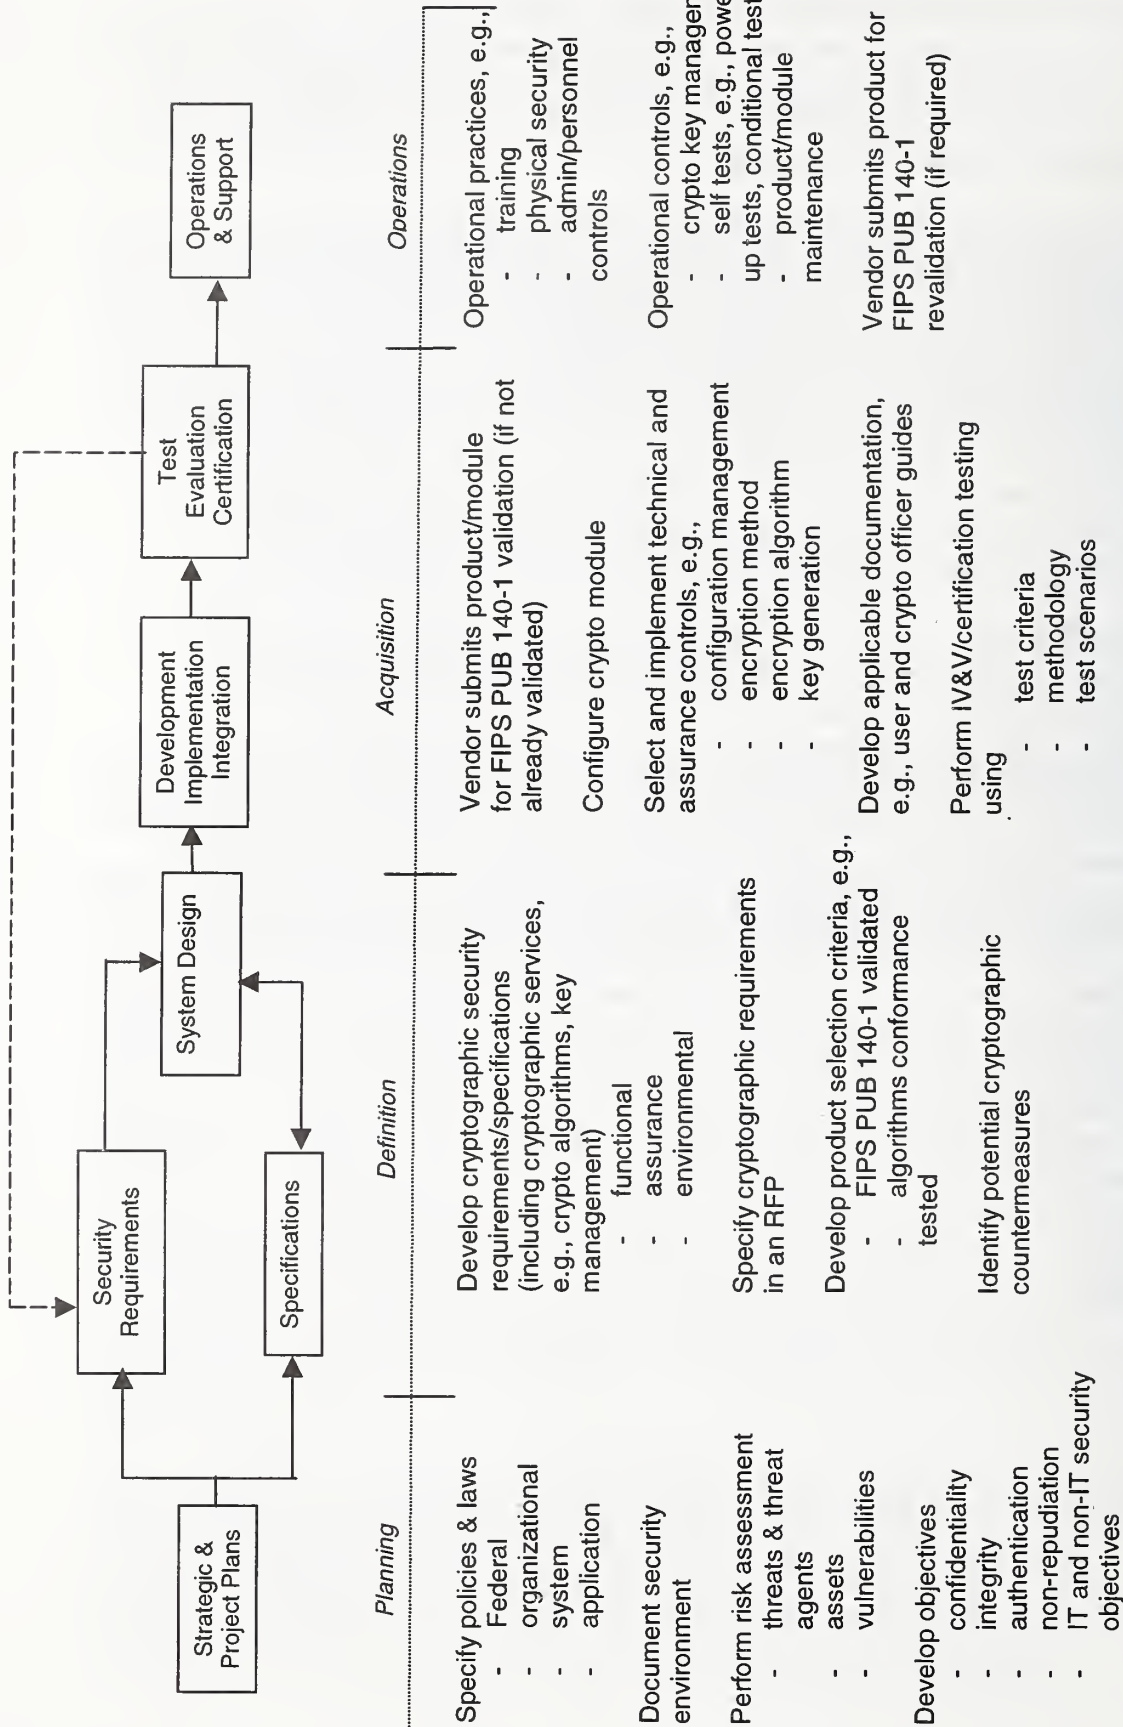 Strategic &
Project Plans
Security
Requirements
Specifications
System Design
Development
Implementation
Integration
Test
Evaluation
Certification
Operations
& Support
Planning
Specify policies & laws
- Federal
- organizational
- system
- application
Document security
environment
Perform risk assessment
- threats & threat
agents
- assets
- vulnerabilities
Develop objectives
- confidentiality
- integrity
- authentication
- non-repudiation
- IT and non-IT security
objectives
Definition
Develop cryptographic security
requirements/specifications
(including cryptographic services,
e.g., crypto algorithms, key
management)
- functional
- assurance
- environmental
Specify cryptographic requirements
in an RFP
Develop product selection criteria, e.g.,
- FIPS PUB 140-1 validated
- algorithms conformance
tested
Identify potential cryptographic
countermeasures
Acquisition
Vendor submits product/module
for FIPS PUB 140-1 validation (if not
already validated)
Configure crypto module
Select and implement technical and
assurance controls, e.g.,
- configuration management
- encryption method
- encryption algorithm
- key generation
Develop applicable documentation,
e.g., user and crypto officer guides
Perform IV&V/certification testing
using
- test criteria
- methodology
- test scenarios
Operations
Operational practices, e.g.,
- training
- physical security
- admin/personnel
controls
Operational controls, e.g.,
- crypto key
- self tests, e.g.,
up tests, conditional
- product/module
maintenance
Vendor submits product for
FIPS PUB 140-1
revalidation (if required)